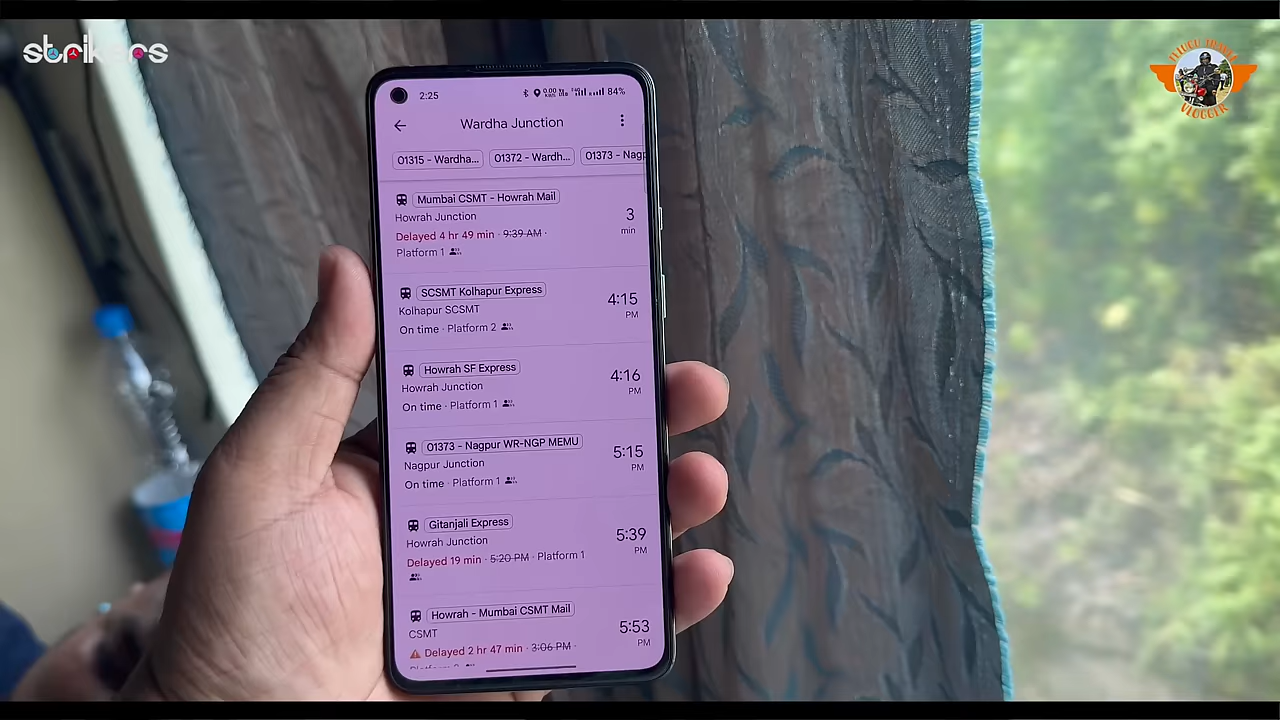 strikers
TELUGU TRAVEL
VLOGGER
2:25
84%
Wardha Junction
01315 - Wardha...
01372 - Wardh...
01373 - Nagp
Mumbai CSMT - Howrah Mail
Howrah Junction
3
min
Delayed 4 hr 49 min · 9:39 AM ·
Platform 1
SCSMT Kolhapur Express
Kolhapur SCSMT
4:15
PM
On time · Platform 2
Howrah SF Express
Howrah Junction
4:16
PM
On time · Platform 1
01373 - Nagpur WR-NGP MEMU
Nagpur Junction
5:15
PM
On time · Platform 1
Gitanjali Express
Howrah Junction
5:39
PM
Delayed 19 min · 5:20 PM · Platform 1
Howrah - Mumbai CSMT Mail
CSMT
5:53
PM
Delayed 2 hr 47 min · 3:06 PM ·